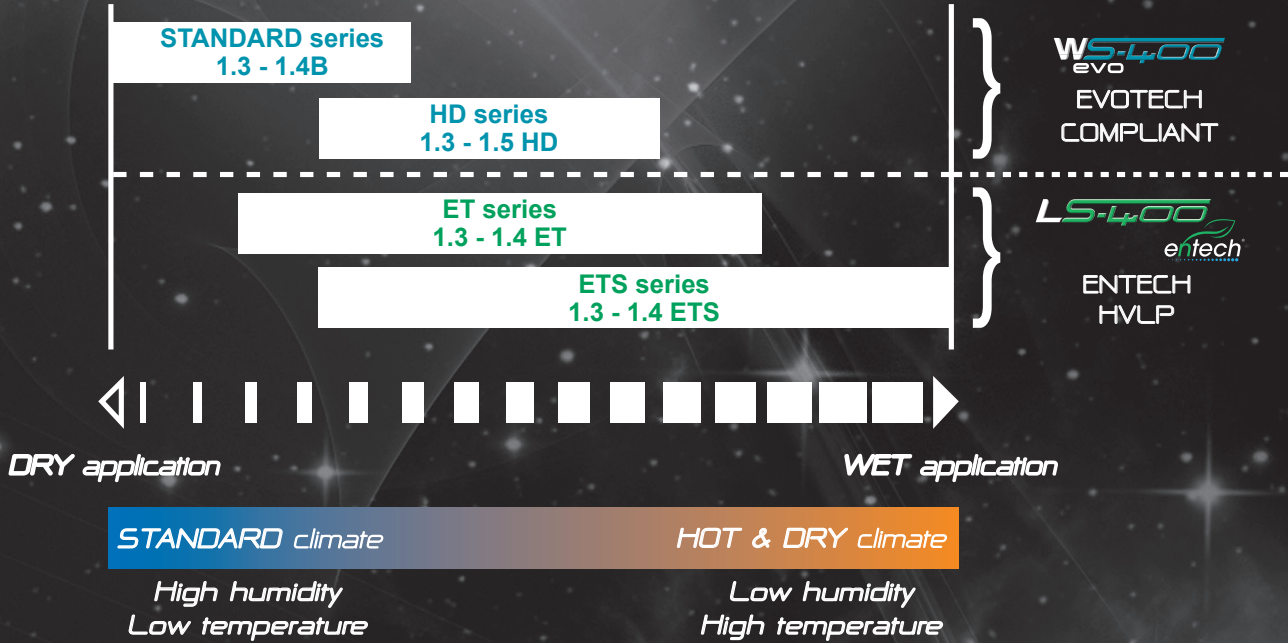 STANDARD series
1.3 - 1.4B
HD series
1.3 - 1.5 HD
WS-400
evo
EVOTECH
COMPLIANT
ET series
1.3 - 1.4 ET
ETS series
1.3 - 1.4 ETS
LS-400
entech
ENTECH
HVLP
DRY application
WET application
STANDARD climate
HOT & DRY climate
High humidity
Low temperature
Low humidity
High temperature